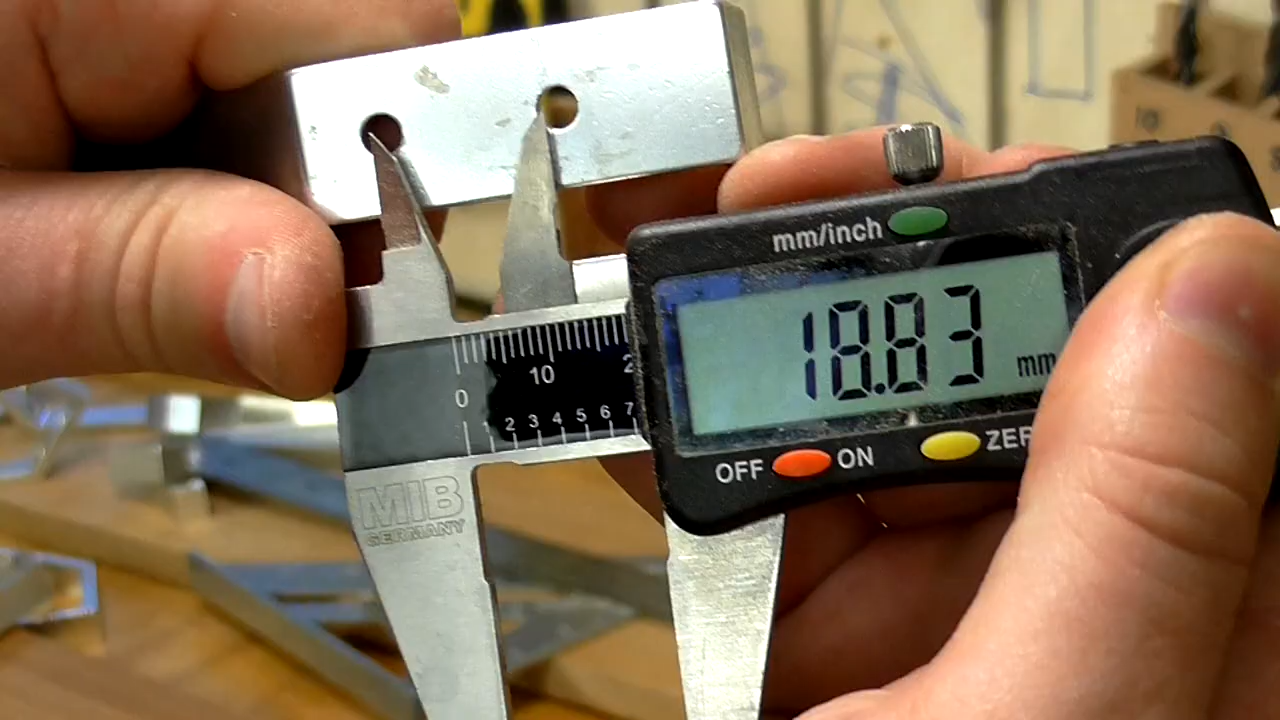 mm/inch
18.83 mm
10 2
0
2 3 4 5 6 7
OFF ON ZER
MIB
GERMANY
10